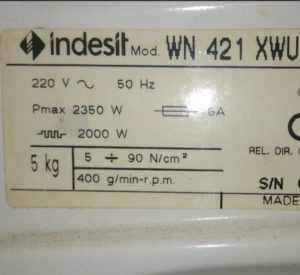 indesit Mod. WN 421 XWU
220 V ~ 50 Hz
Pmax 2350 W 16A
2000 W
5 kg
5 ÷ 90 N/cm²
400 g/min-r.p.m.
REL. DIR.
S/N
MADE